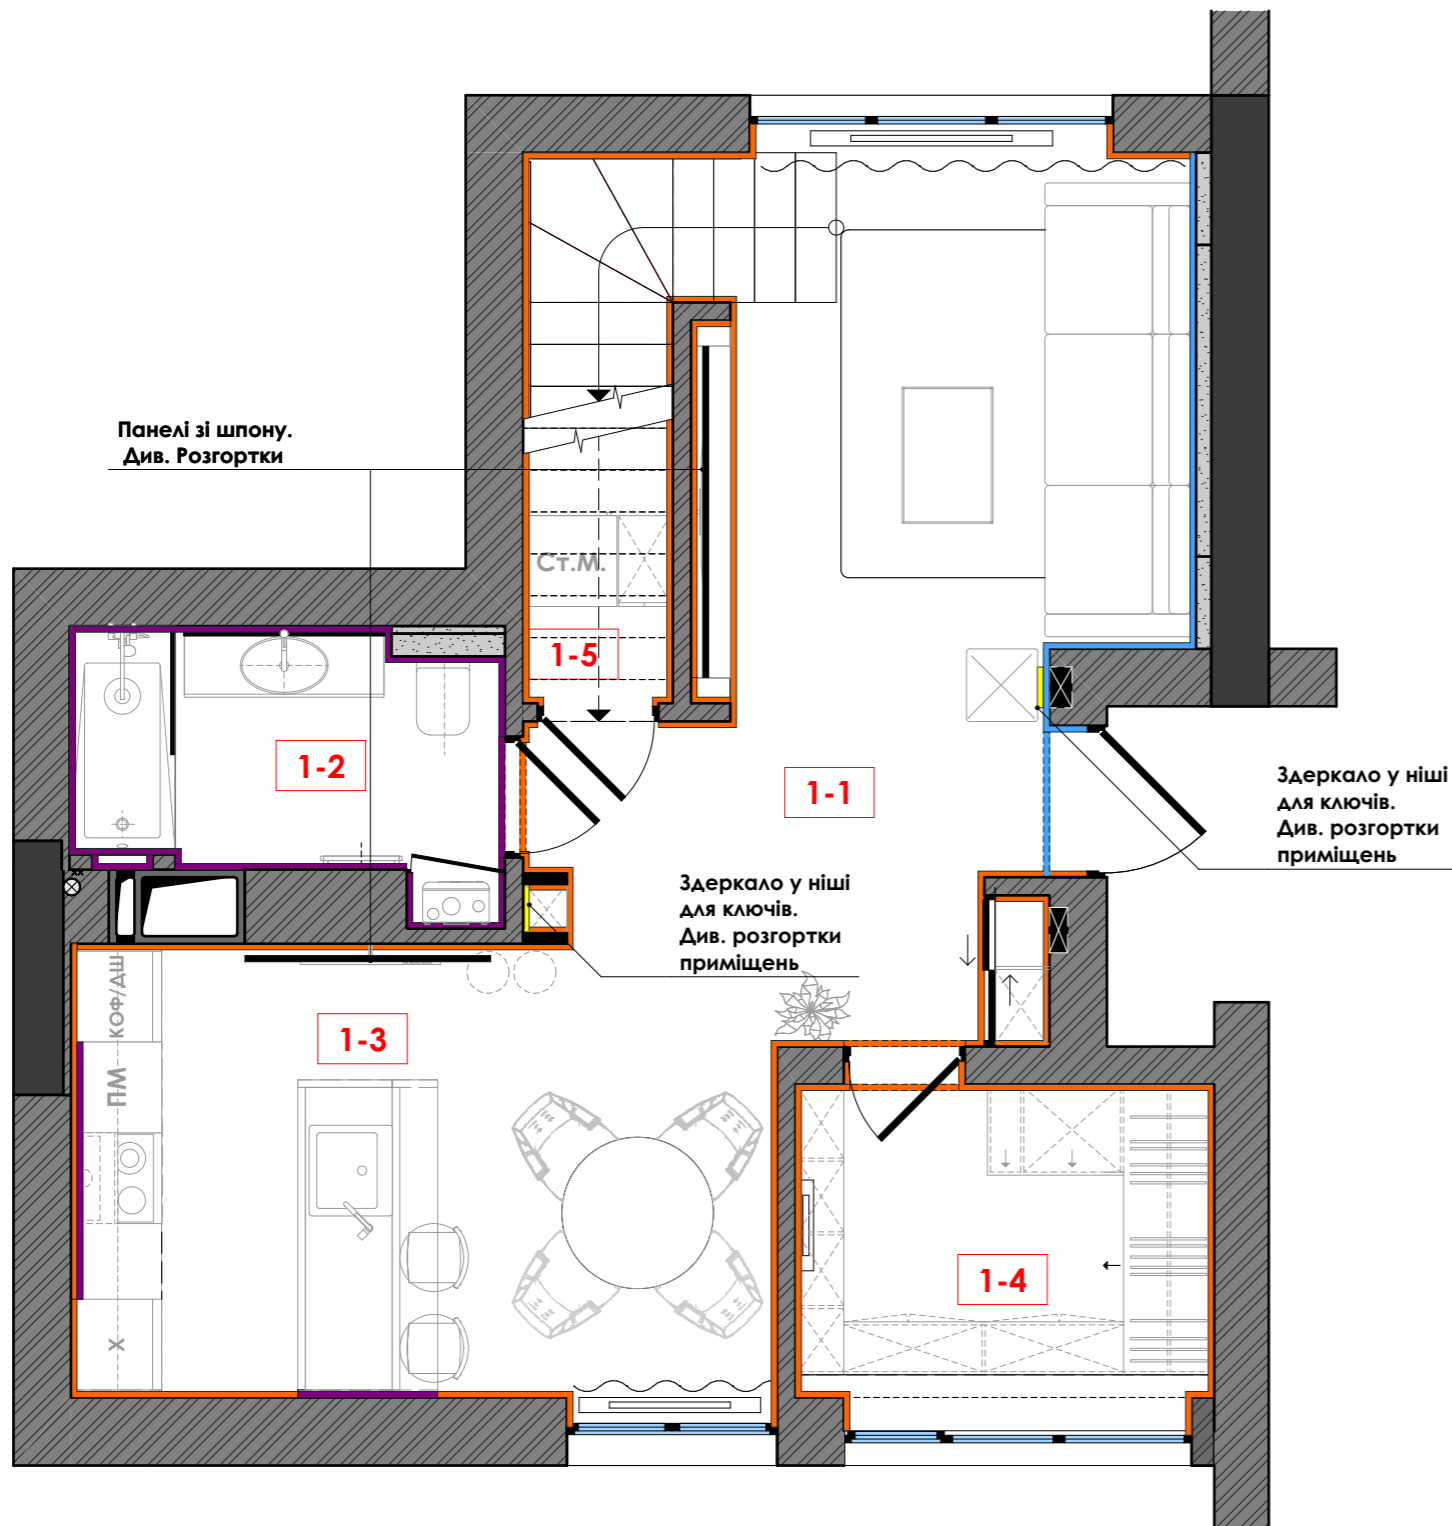 Панелі зі шпону.
Див. Розгортки
Ст.М.
1-5
1-2
1-1
Здеркало у ніші
для ключів.
Див. розгортки
приміщень
Здеркало у ніші
для ключів.
Див. розгортки
приміщень
КОФ/ДШ
1-3
ПМ
1-4
Х